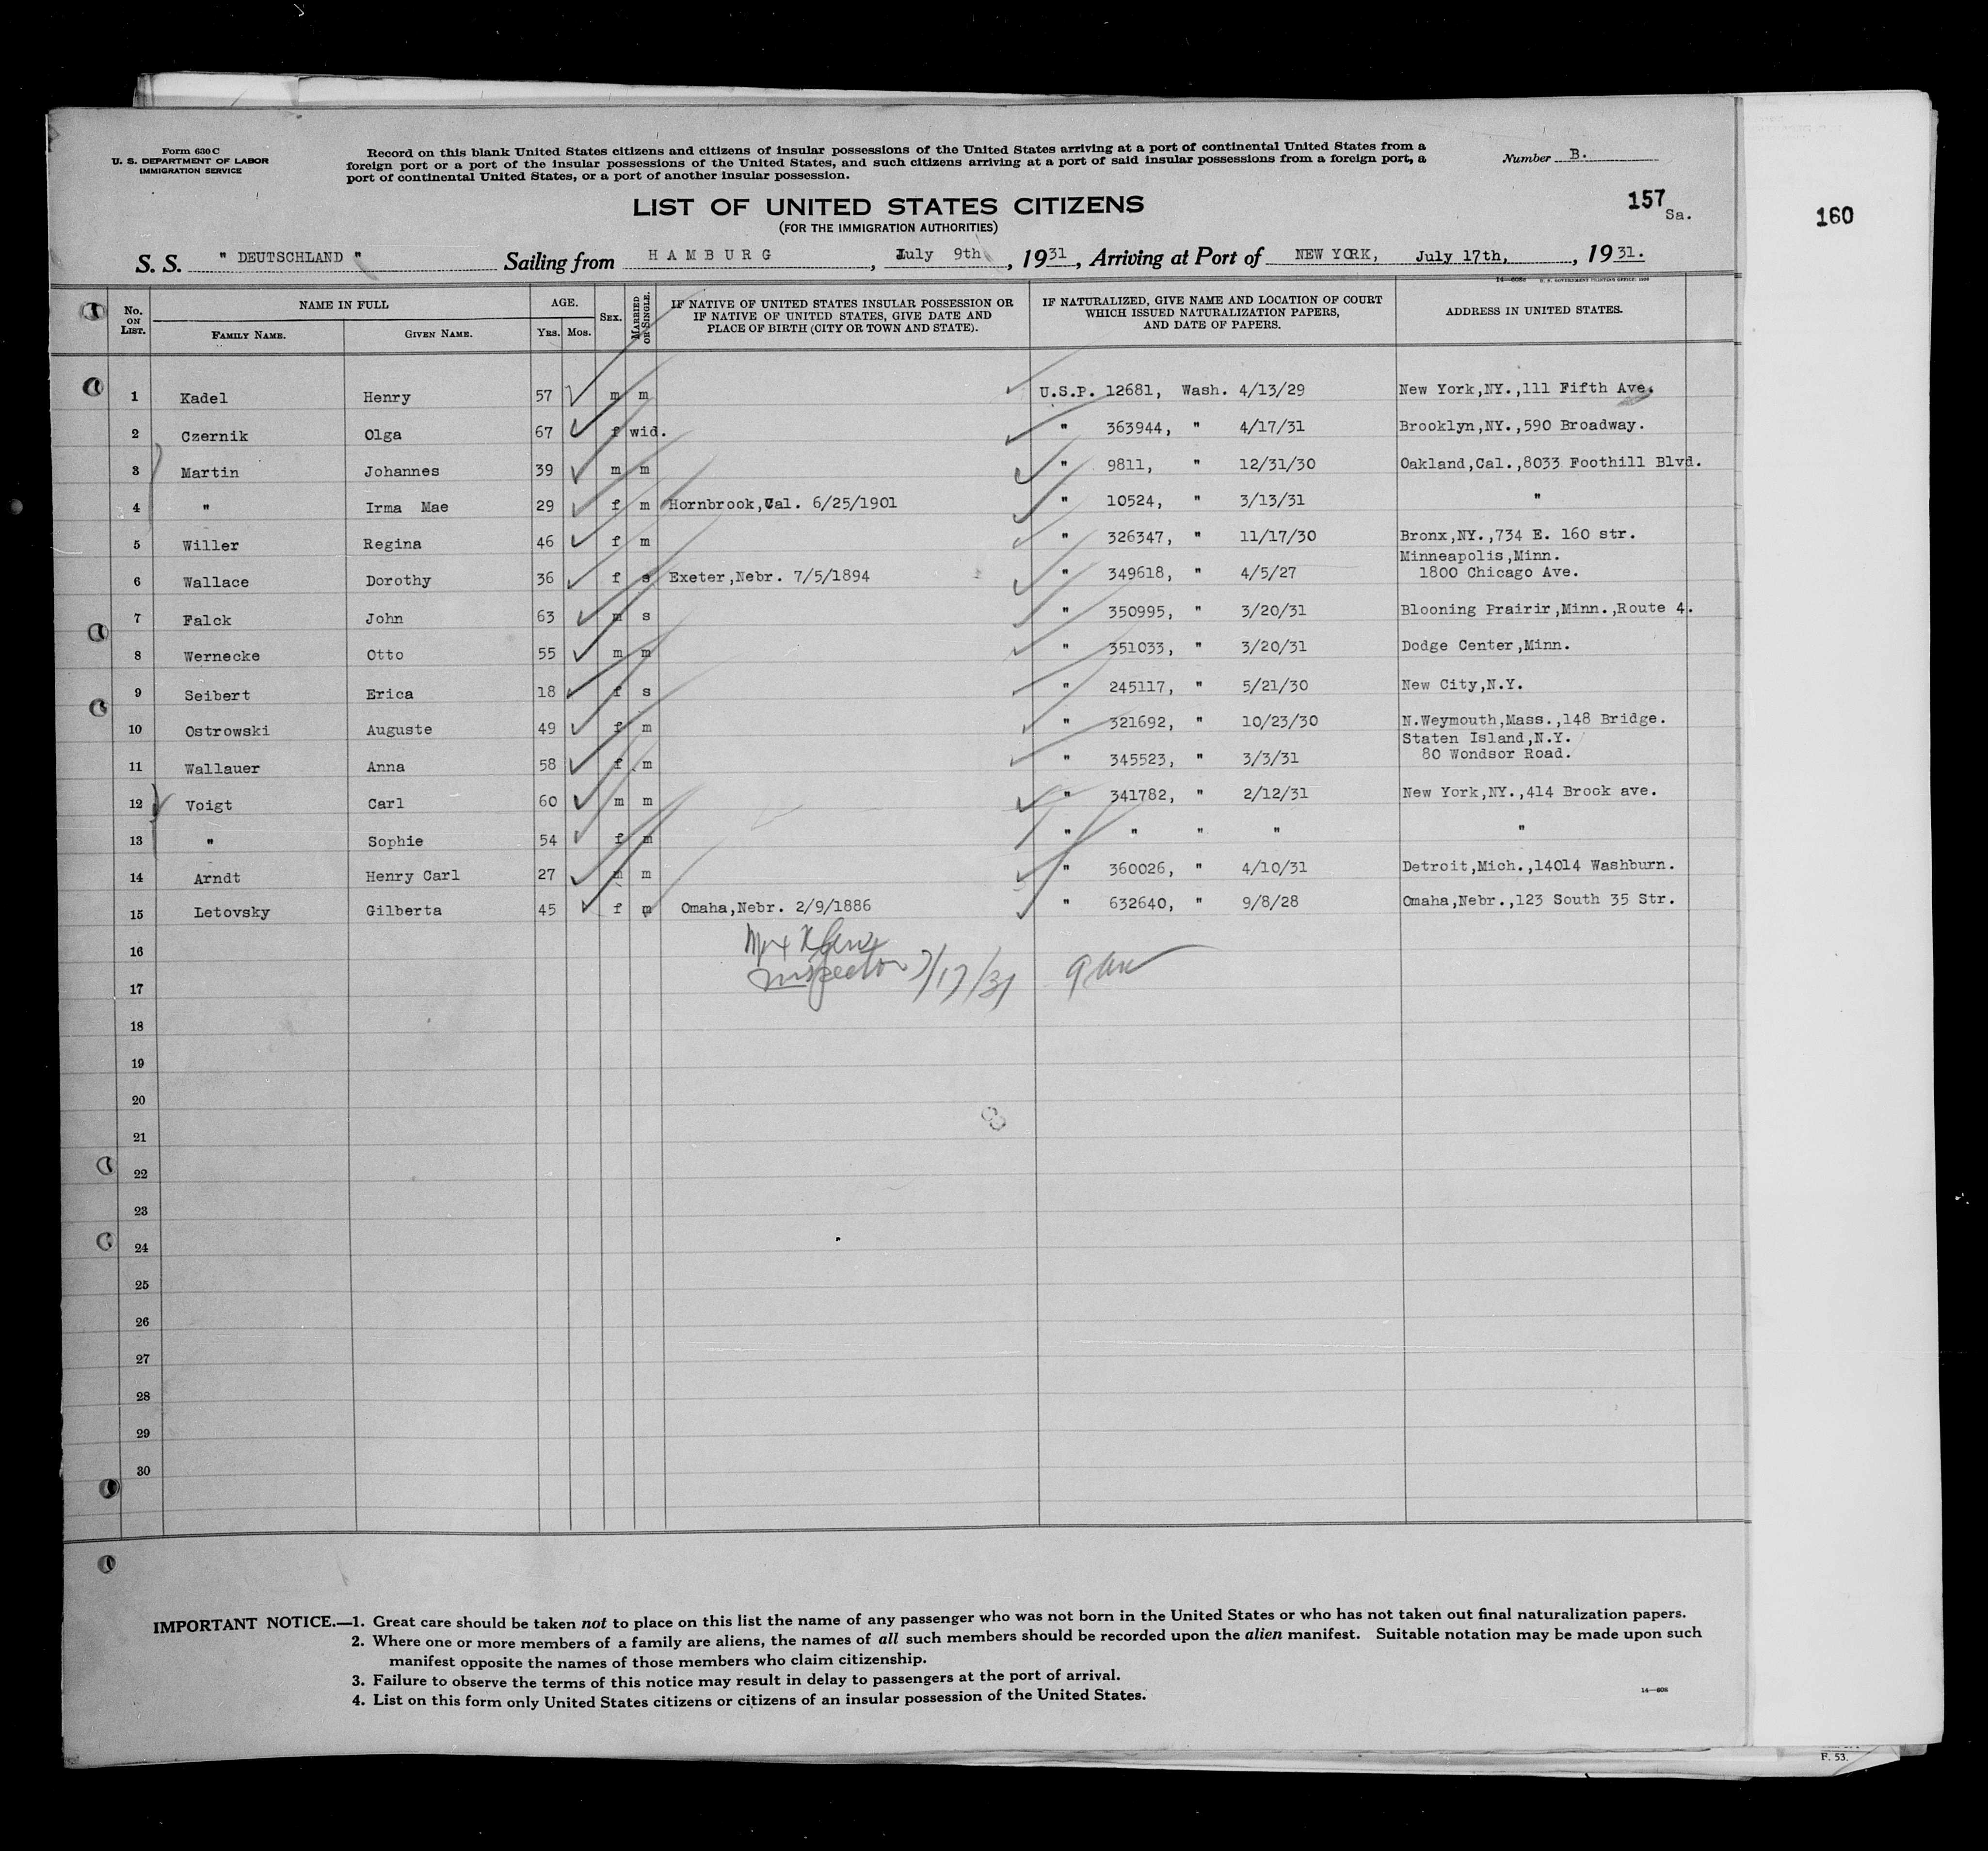 Form 630 C
U. S. DEPARTMENT OF LABOR
IMMIGRATION SERVICE
Record on this blank United States citizens and citizens of insular possessions of the United States arriving at a port of continental United States from a
foreign port or a port of the insular possessions of the United States, and such citizens arriving at a port of said insular possessions from a foreign port, a
port of continental United States, or a port of another insular possession.
Number B.
LIST OF UNITED STATES CITIZENS
(FOR THE IMMIGRATION AUTHORITIES)
157
Sa.
160
S. S. " DEUTSCHLAND " Sailing from HAMBURG, July 9th, 1931, Arriving at Port of NEW YORK, July 17th, , 1931.
No. ON LIST.
NAME IN FULL
FAMILY NAME.
GIVEN NAME.
AGE.
YRS. MOS.
SEX.
MARRIED OR SINGLE.
IF NATIVE OF UNITED STATES INSULAR POSSESSION OR
IF NATIVE OF UNITED STATES, GIVE DATE AND
PLACE OF BIRTH (CITY OR TOWN AND STATE).
IF NATURALIZED, GIVE NAME AND LOCATION OF COURT
WHICH ISSUED NATURALIZATION PAPERS,
AND DATE OF PAPERS.
ADDRESS IN UNITED STATES.
1 Kadel Henry 57 m m U.S.P. 12681, Wash. 4/13/29 New York,NY.,111 Fifth Ave.
2 Czernik Olga 67 f wid. " 363944, " 4/17/31 Brooklyn,NY.,590 Broadway.
3 Martin Johannes 39 m m " 9811, " 12/31/30 Oakland,Cal.,8033 Foothill Blvd.
4 " Irma Mae 29 f m Hornbrook,Cal. 6/25/1901 " 10524, " 3/13/31 "
5 Willer Regina 46 f m " 326347, " 11/17/30 Bronx,NY.,734 E. 160 str.
Minneapolis,Minn.
6 Wallace Dorothy 36 f s Exeter,Nebr. 7/5/1894 " 349618, " 4/5/27 1800 Chicago Ave.
7 Falck John 63 m s " 350995, " 3/20/31 Blooning Prairir,Minn.,Route 4.
8 Wernecke Otto 55 m m " 351033, " 3/20/31 Dodge Center,Minn.
9 Seibert Erica 18 f s " 245117, " 5/21/30 New City,N.Y.
10 Ostrowski Auguste 49 f m " 321692, " 10/23/30 N.Weymouth,Mass.,148 Bridge.
Staten Island,N.Y.
11 Wallauer Anna 58 f m " 345523, " 3/3/31 80 Wondsor Road.
12 Voigt Carl 60 m m " 341782, " 2/12/31 New York,NY.,414 Brook ave.
13 " Sophie 54 f m " " " " "
14 Arndt Henry Carl 27 m m " 360026, " 4/10/31 Detroit,Mich.,14014 Washburn.
15 Letovsky Gilberta 45 f m Omaha,Nebr. 2/9/1886 " 632640, " 9/8/28 Omaha,Nebr.,123 South 35 Str.
16
Inspector 7/17/31
17
18
19
20
21
22
23
24
25
26
27
28
29
30
IMPORTANT NOTICE.—1. Great care should be taken not to place on this list the name of any passenger who was not born in the United States or who has not taken out final naturalization papers.
2. Where one or more members of a family are aliens, the names of all such members should be recorded upon the alien manifest. Suitable notation may be made upon such
manifest opposite the names of those members who claim citizenship.
3. Failure to observe the terms of this notice may result in delay to passengers at the port of arrival.
4. List on this form only United States citizens or citizens of an insular possession of the United States.
14—608
F. 53.